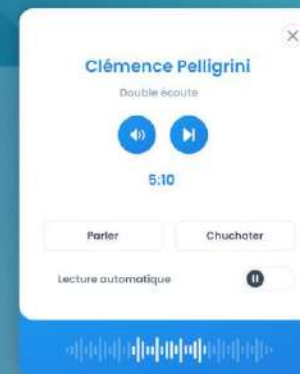 Clémence Pelligrini
Double écoute
5:10
Parler Chuchoter
Lecture automatique